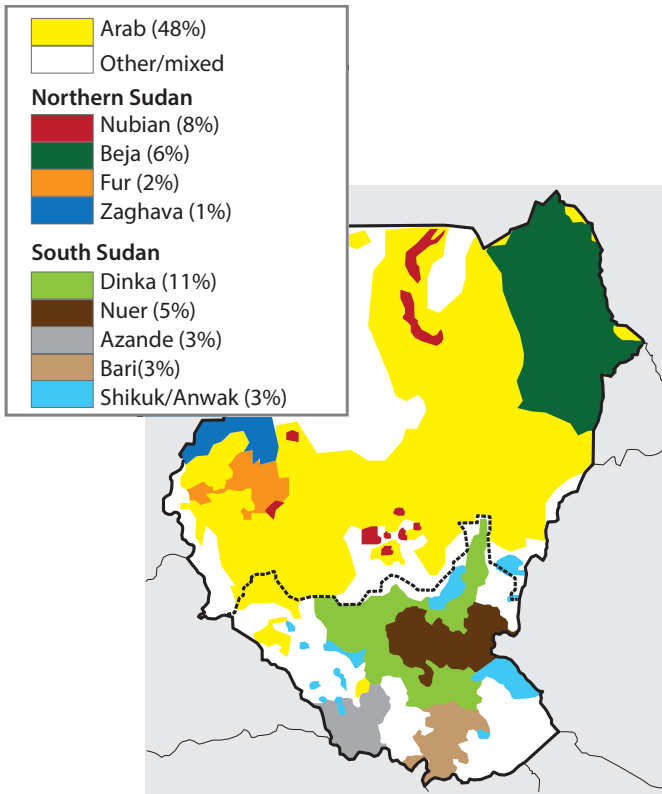 Arab (48%)
Other/mixed
Northern Sudan
Nubian (8%)
Beja (6%)
Fur (2%)
Zaghava (1%)
South Sudan
Dinka (11%)
Nuer (5%)
Azande (3%)
Bari(3%)
Shikuk/Anwak (3%)